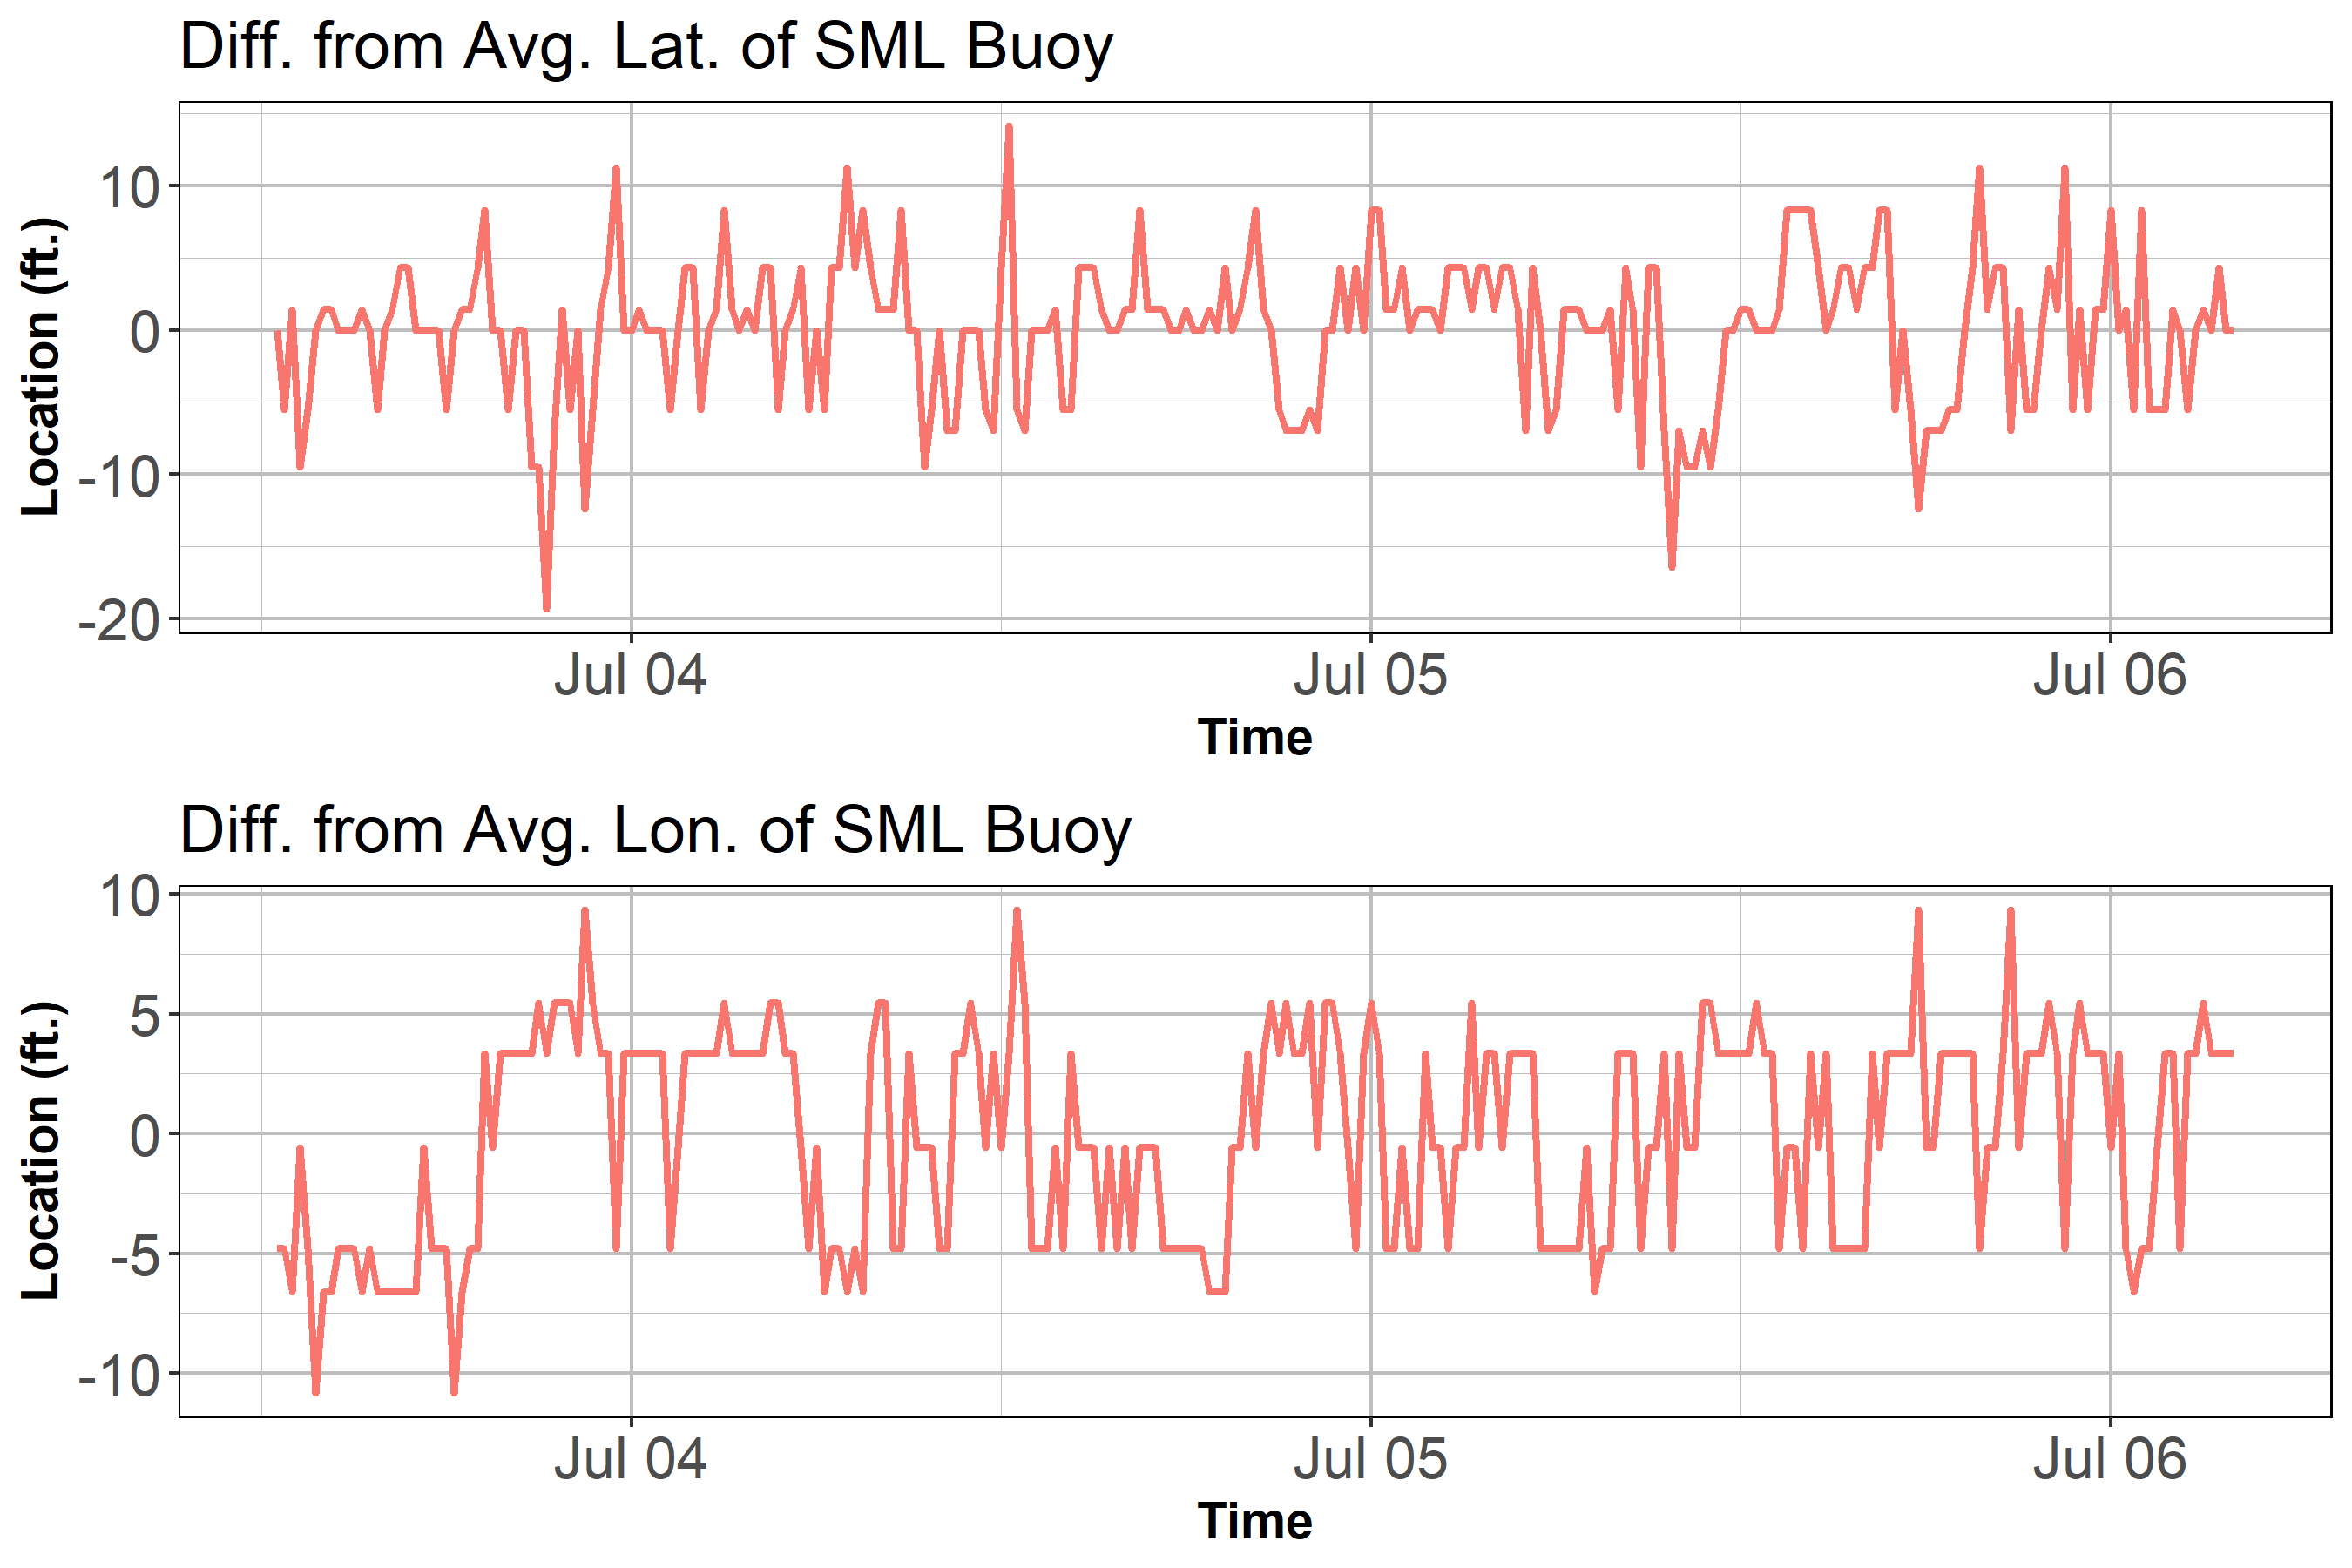 Diff. from Avg. Lat. of SML Buoy
Location (ft.)
10
0
-10
-20
Jul 04 Jul 05 Jul 06
Time
Diff. from Avg. Lon. of SML Buoy
Location (ft.)
10
5
0
-5
-10
Jul 04 Jul 05 Jul 06
Time